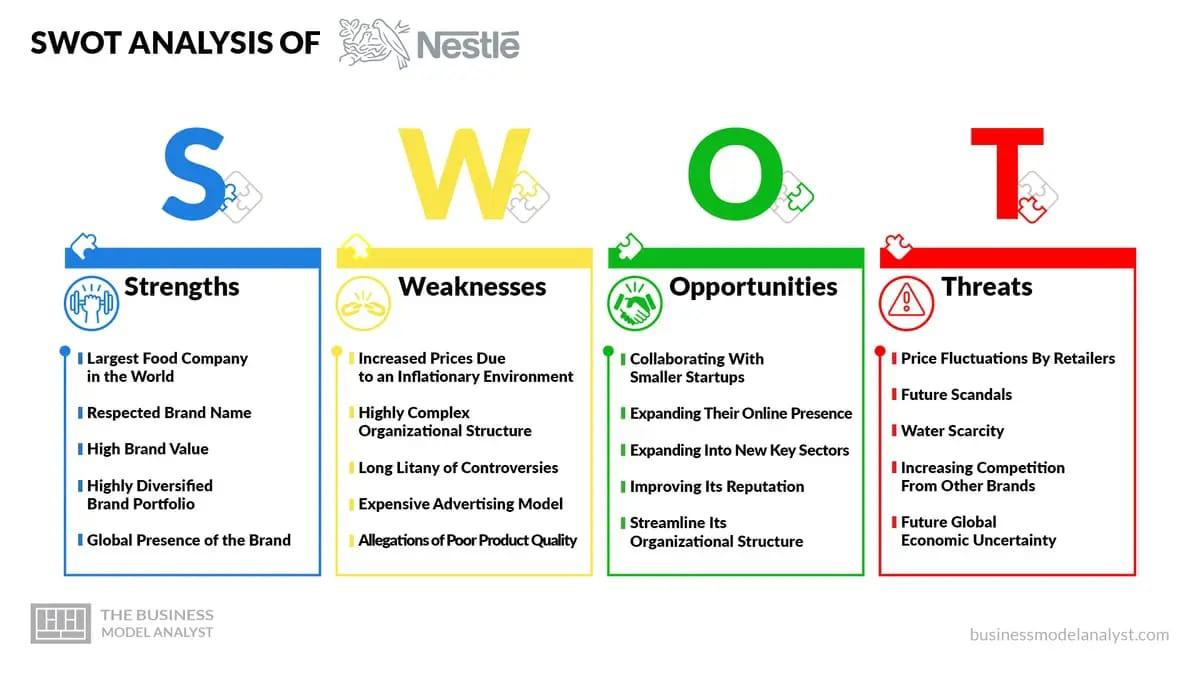 SWOT ANALYSIS OF Nestlé
S
W
O
T
Strengths
Largest Food Company
in the World
Respected Brand Name
High Brand Value
Highly Diversified
Brand Portfolio
Global Presence of the Brand
Weaknesses
Increased Prices Due
to an Inflationary Environment
Highly Complex
Organizational Structure
Long Litany of Controversies
Expensive Advertising Model
Allegations of Poor Product Quality
Opportunities
Collaborating With
Smaller Startups
Expanding Their Online Presence
Expanding Into New Key Sectors
Improving Its Reputation
Streamline Its
Organizational Structure
Threats
Price Fluctuations By Retailers
Future Scandals
Water Scarcity
Increasing Competition
From Other Brands
Future Global
Economic Uncertainty
THE BUSINESS
MODEL ANALYST
businessmodelanalyst.com